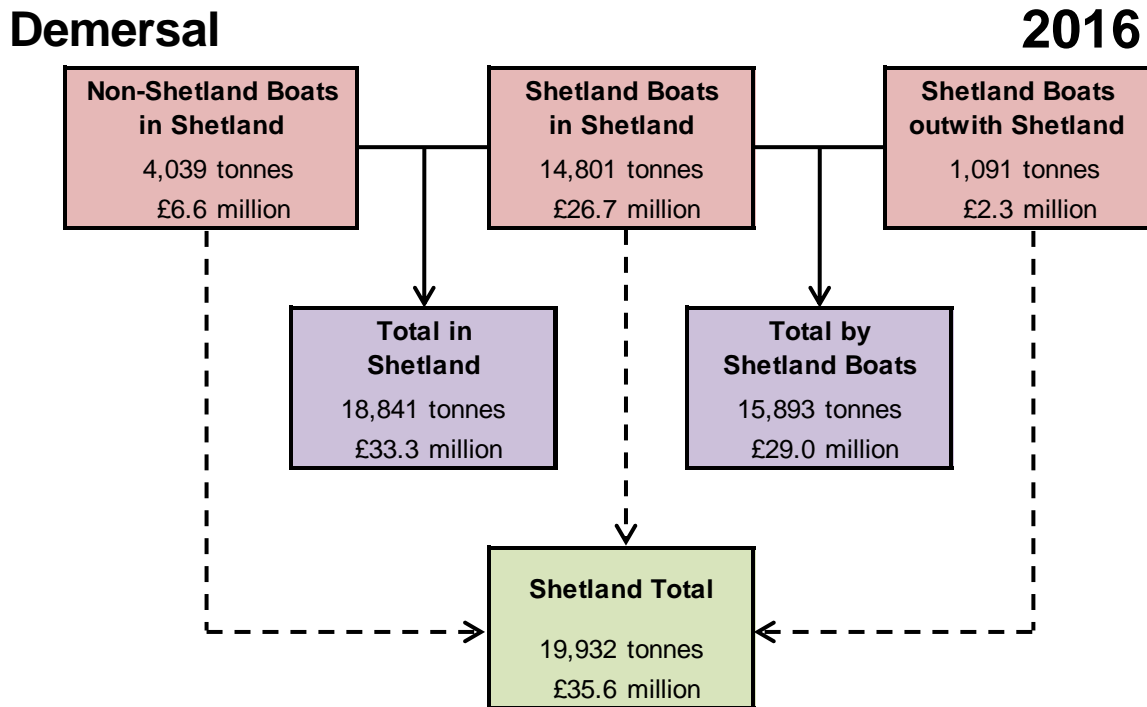 Demersal
2016
Non-Shetland Boats
in Shetland
4,039 tonnes
£6.6 million
Shetland Boats
in Shetland
14,801 tonnes
£26.7 million
Shetland Boats
outwith Shetland
1,091 tonnes
£2.3 million
Total in
Shetland
18,841 tonnes
£33.3 million
Total by
Shetland Boats
15,893 tonnes
£29.0 million
Shetland Total
19,932 tonnes
£35.6 million